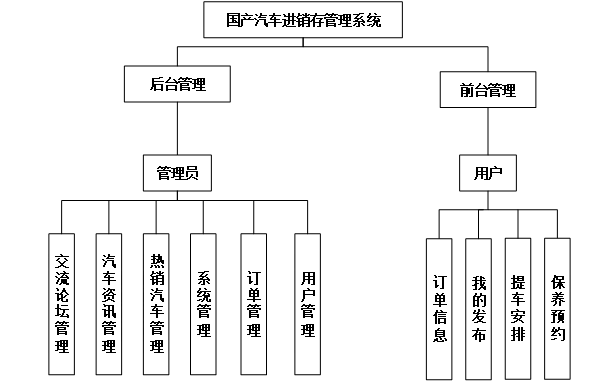 国产汽车进销存管理系统
后台管理
前台管理
管理员
用户
交流论坛管理
汽车资讯管理
热销汽车管理
系统管理
订单管理
用户管理
订单信息
我的发布
提车安排
保养预约